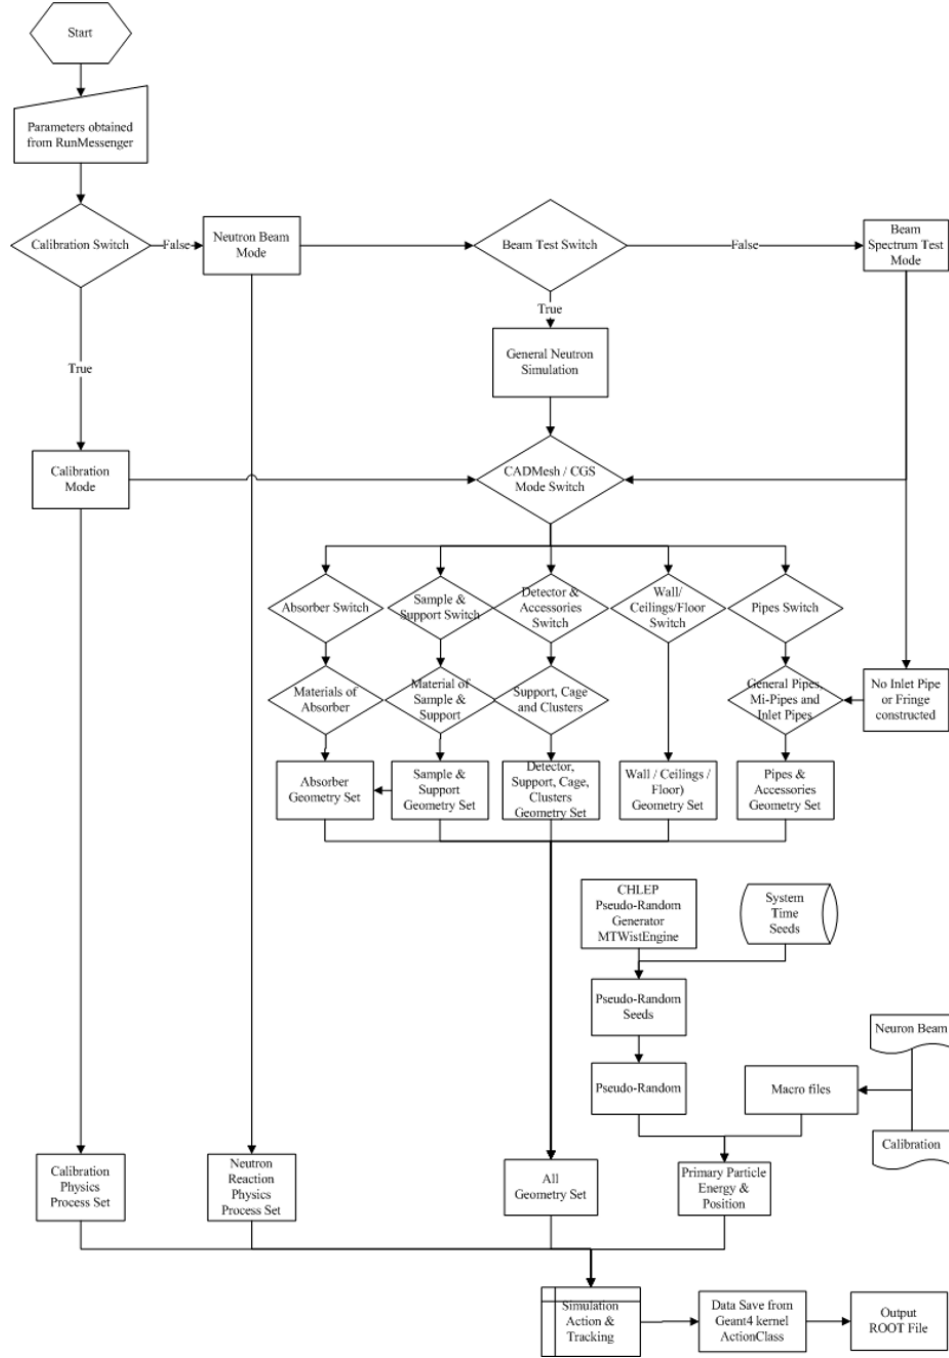 Start
Parameters obtained
from RunMessenger
Calibration Switch
False
Neutron Beam
Mode
Beam Test Switch
False
Beam
Spectrum Test
Mode
True
General Neutron
Simulation
True
Calibration
Mode
CADMesh / CGS
Mode Switch
Absorber Switch
Sample &
Support Switch
Detector &
Accessories
Switch
Wall/
Ceilings/Floor
Switch
Pipes Switch
Materials of
Absorber
Material of
Sample &
Support
Support, Cage
and Clusters
General Pipes,
Mi-Pipes and
Inlet Pipes
No Inlet Pipe
or Fringe
constructed
Absorber
Geometry Set
Sample &
Support
Geometry Set
Detector,
Support, Cage,
Clusters
Geometry Set
Wall / Ceilings /
Floor)
Geometry Set
Pipes &
Accessories
Geometry Set
CHLEP
Pseudo-Random
Generator
MTWistEngine
System
Time
Seeds
Pseudo-Random
Seeds
Neuron Beam
Pseudo-Random
Macro files
Calibration
Calibration
Physics
Process Set
Neutron
Reaction
Physics
Process Set
All
Geometry Set
Primary Particle
Energy &
Position
Simulation
Action &
Tracking
Data Save from
Geant4 kernel
ActionClass
Output
ROOT File